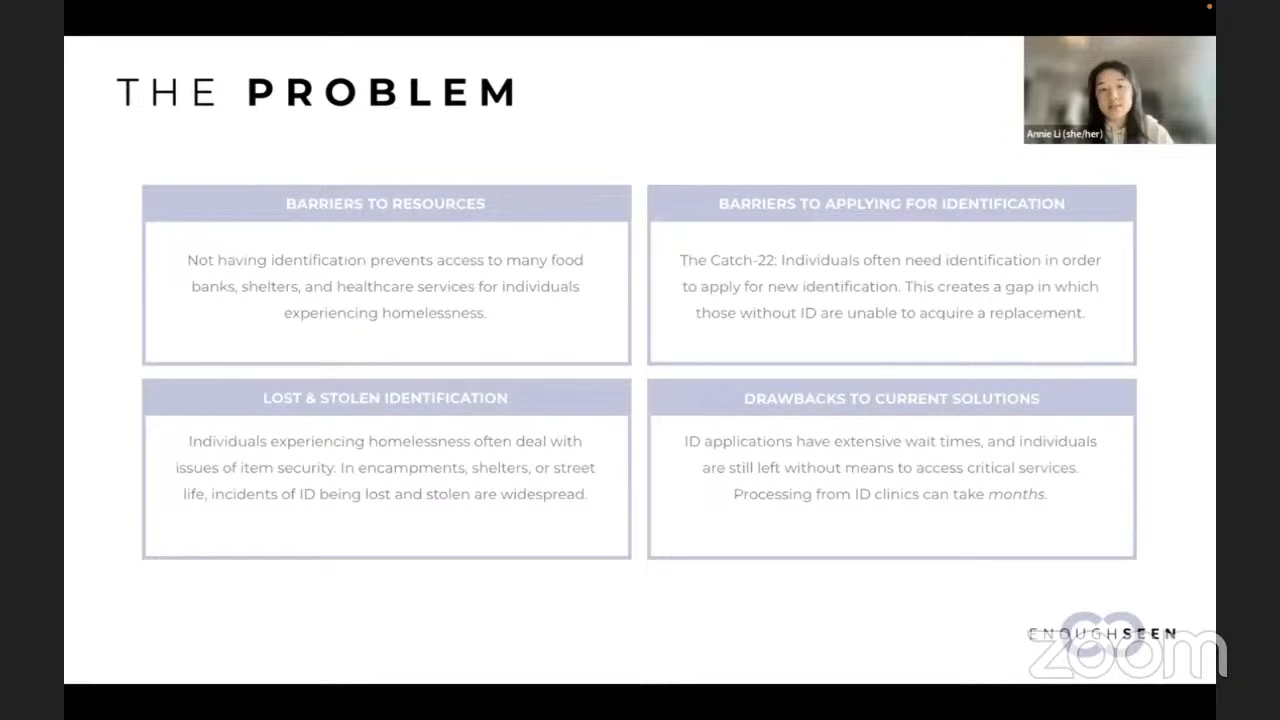 THE PROBLEM
Annie Li (she/her)
BARRIERS TO RESOURCES
Not having identification prevents access to many food
banks, shelters, and healthcare services for individuals
experiencing homelessness.
BARRIERS TO APPLYING FOR IDENTIFICATION
The Catch-22: Individuals often need identification in order
to apply for new identification. This creates a gap in which
those without ID are unable to acquire a replacement.
LOST & STOLEN IDENTIFICATION
Individuals experiencing homelessness often deal with
issues of item security. In encampments, shelters, or street
life, incidents of ID being lost and stolen are widespread.
DRAWBACKS TO CURRENT SOLUTIONS
ID applications have extensive wait times, and individuals
are still left without means to access critical services.
Processing from ID clinics can take months.
ENOUGHSEEN
zoom